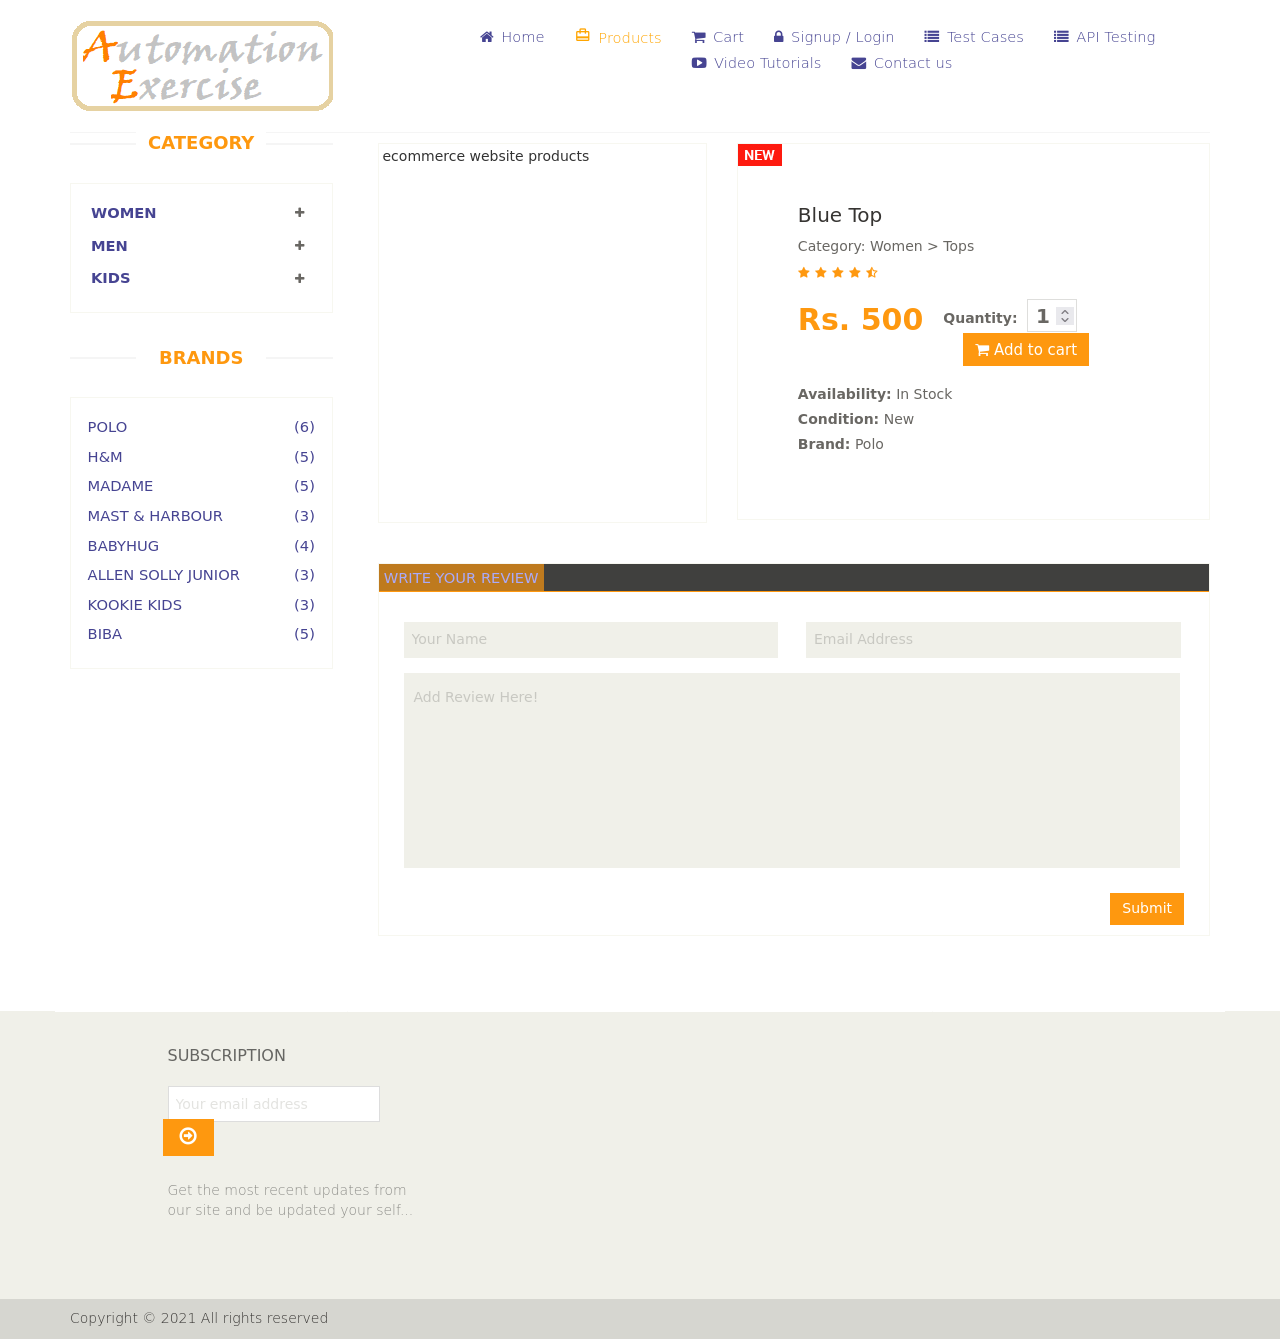 Automation
Exercise
Home
Products
Cart
Signup / Login
Test Cases
API Testing
Video Tutorials
Contact us
CATEGORY
WOMEN
MEN
KIDS
BRANDS
POLO (6)
H&M (5)
MADAME (5)
MAST & HARBOUR (3)
BABYHUG (4)
ALLEN SOLLY JUNIOR (3)
KOOKIE KIDS (3)
BIBA (5)
ecommerce website products
NEW
Blue Top
Category: Women > Tops
Rs. 500 Quantity: 1
Add to cart
Availability: In Stock
Condition: New
Brand: Polo
WRITE YOUR REVIEW
Your Name
Email Address
Add Review Here!
Submit
SUBSCRIPTION
Your email address
Get the most recent updates from
our site and be updated your self...
Copyright © 2021 All rights reserved